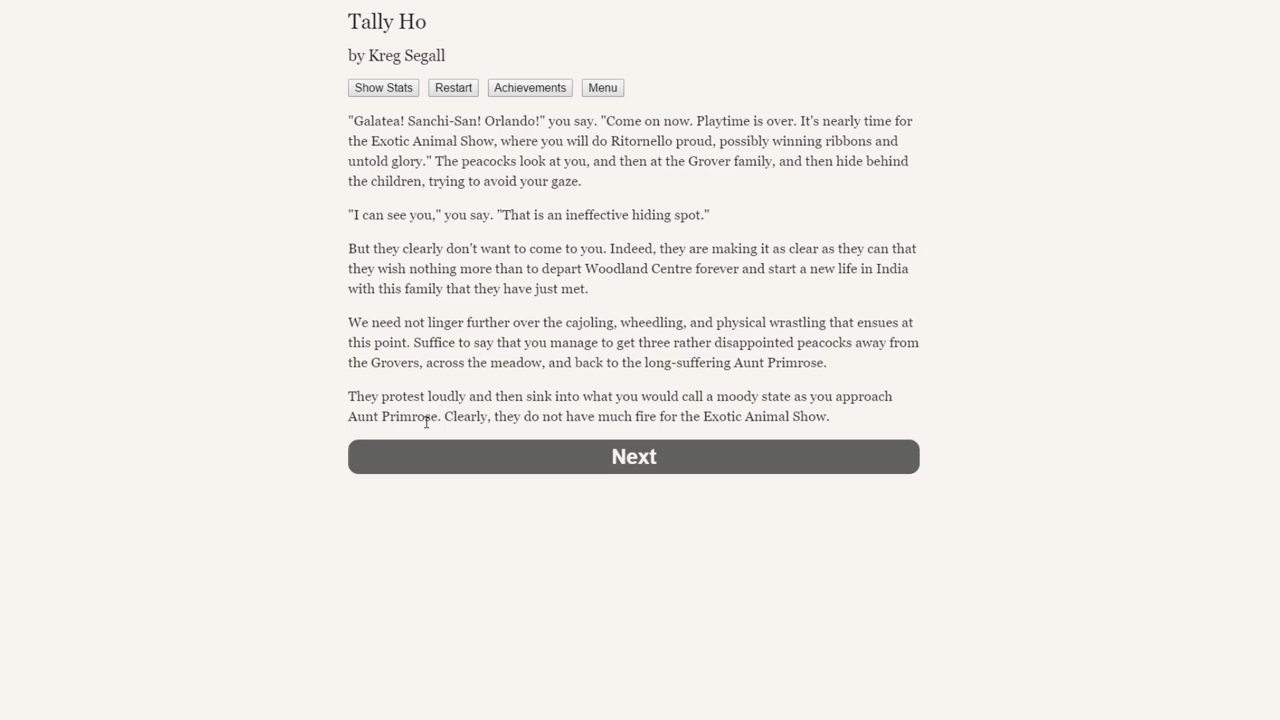 Tally Ho
by Kreg Segall
Show Stats Restart Achievements Menu
"Galatea! Sanchi-San! Orlando!" you say. "Come on now. Playtime is over. It's nearly time for
the Exotic Animal Show, where you will do Ritornello proud, possibly winning ribbons and
untold glory." The peacocks look at you, and then at the Grover family, and then hide behind
the children, trying to avoid your gaze.
"I can see you," you say. "That is an ineffective hiding spot."
But they clearly don't want to come to you. Indeed, they are making it as clear as they can that
they wish nothing more than to depart Woodland Centre forever and start a new life in India
with this family that they have just met.
We need not linger further over the cajoling, wheedling, and physical wrastling that ensues at
this point. Suffice to say that you manage to get three rather disappointed peacocks away from
the Grovers, across the meadow, and back to the long-suffering Aunt Primrose.
They protest loudly and then sink into what you would call a moody state as you approach
Aunt Primrose. Clearly, they do not have much fire for the Exotic Animal Show.
Next